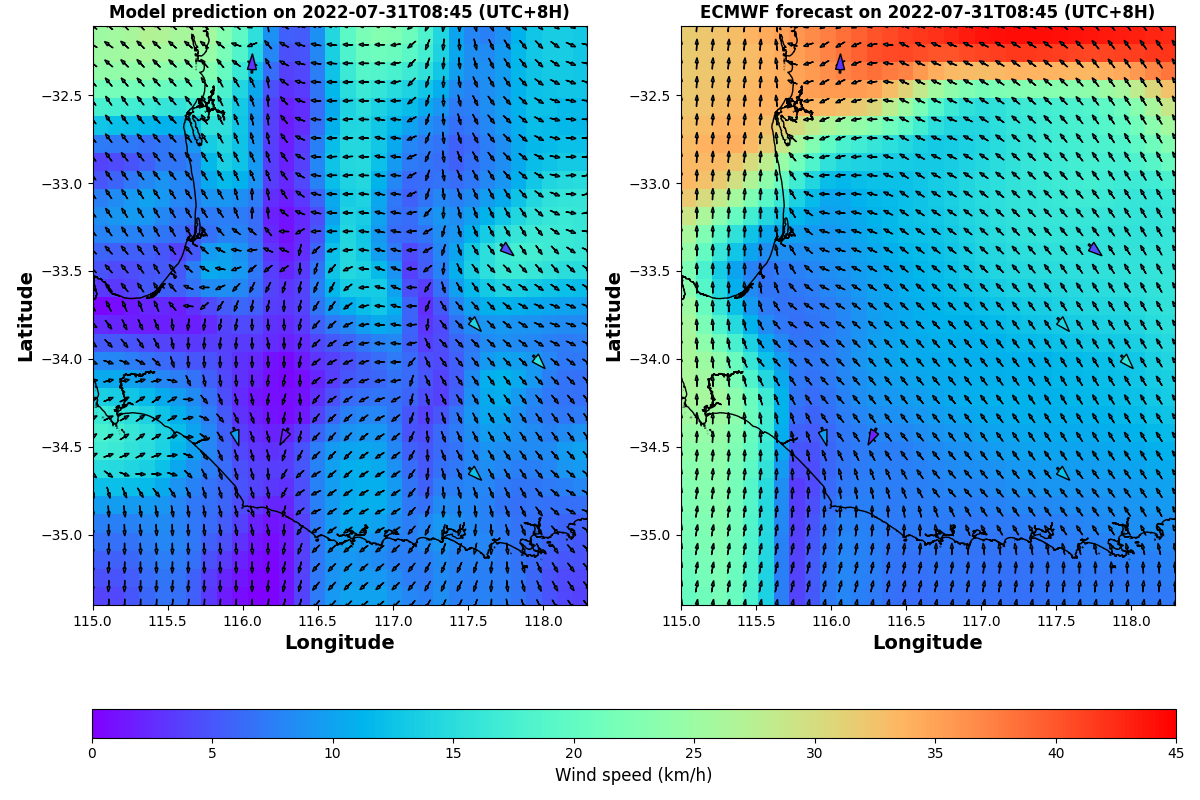 Model prediction on 2022-07-31T08:45 (UTC+8H)
ECMWF forecast on 2022-07-31T08:45 (UTC+8H)
−32.5
−33.0
−33.5
−34.0
−34.5
−35.0
Latitude
115.0 115.5 116.0 116.5 117.0 117.5 118.0
Longitude
−32.5
−33.0
−33.5
−34.0
−34.5
−35.0
Latitude
115.0 115.5 116.0 116.5 117.0 117.5 118.0
Longitude
0 5 10 15 20 25 30 35 40 45
Wind speed (km/h)